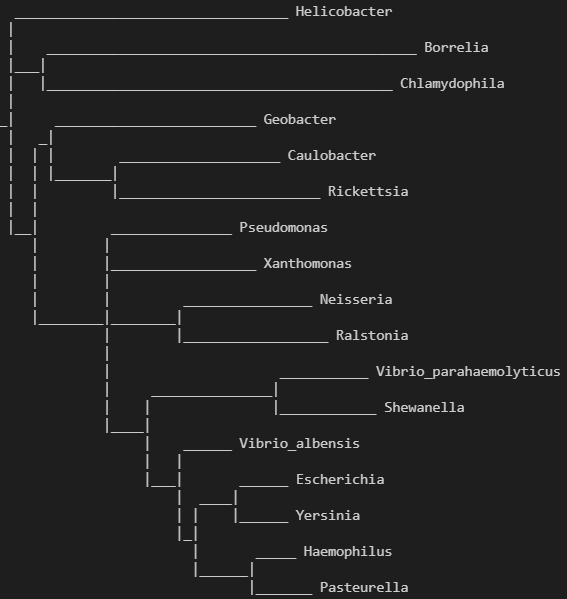 Helicobacter
Borrelia
Chlamydophila
Geobacter
Caulobacter
Rickettsia
Pseudomonas
Xanthomonas
Neisseria
Ralstonia
Vibrio_parahaemolyticus
Shewanella
Vibrio_albensis
Escherichia
Yersinia
Haemophilus
Pasteurella